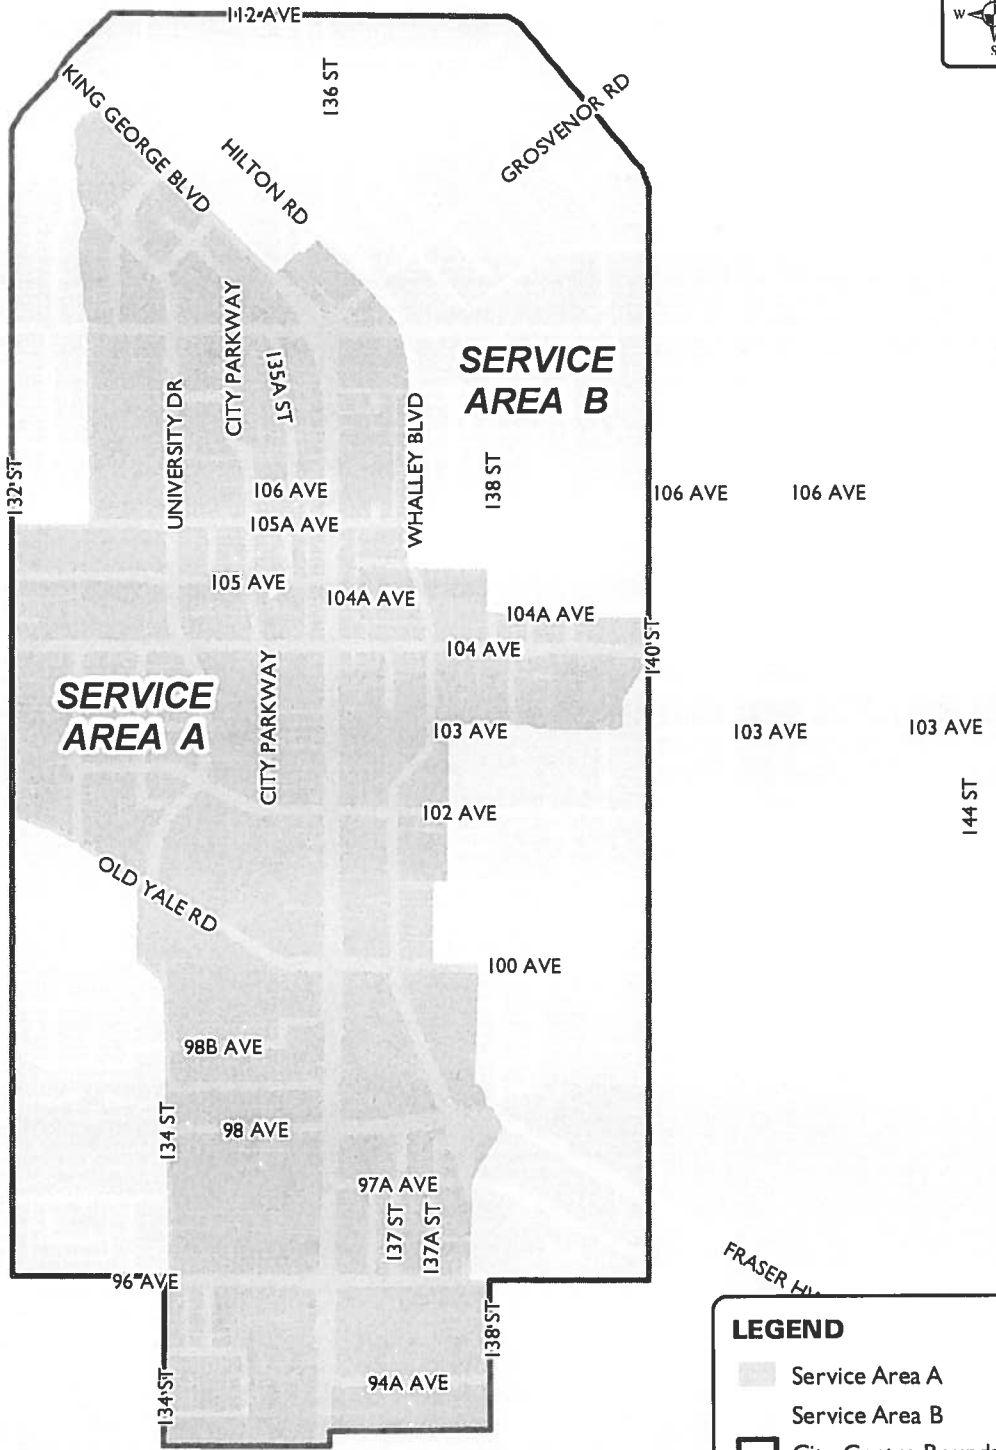 112 AVE
W
S
136 ST
KING GEORGE BLVD
HILTON RD
GROSVENOR RD
CITY PARKWAY
135A ST
SERVICE
AREA B
UNIVERSITY DR
WHALLEY BLVD
132 ST
138 ST
106 AVE
106 AVE
106 AVE
105A AVE
105 AVE
104A AVE
104A AVE
104 AVE
140 ST
SERVICE
AREA A
CITY PARKWAY
103 AVE
103 AVE
103 AVE
102 AVE
144 ST
OLD YALE RD
100 AVE
98B AVE
134 ST
98 AVE
97A AVE
137 ST
137A ST
96 AVE
FRASER
138 ST
134 ST
94A AVE
LEGEND
Service Area A
Service Area B